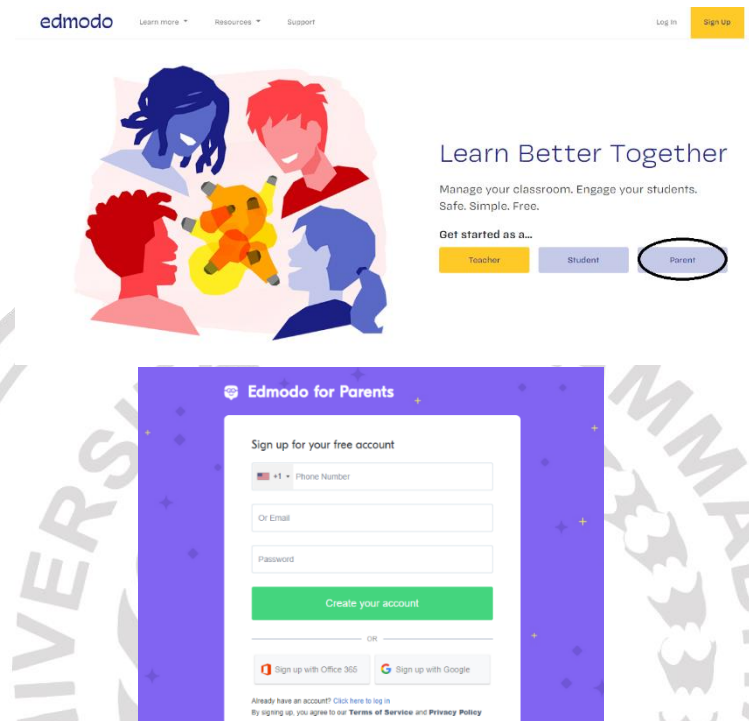 edmodo Learn more Resources Support Log In Sign Up
Learn Better Together
Manage your classroom. Engage your students.
Safe. Simple. Free.
Get started as a...
Teacher Student Parent
Edmodo for Parents
Sign up for your free account
+1 Phone Number
Or Email
Password
Create your account
OR
Sign up with Office 365 Sign up with Google
Already have an account? Click here to log in
By signing up, you agree to our Terms of Service and Privacy Policy